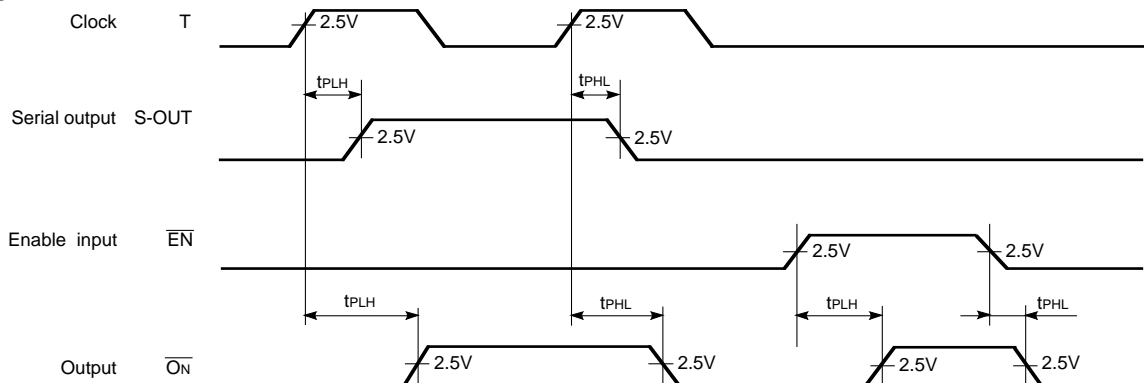 Clock T 2.5V 2.5V
tPLH tPHL
Serial output S-OUT 2.5V 2.5V
Enable input EN 2.5V 2.5V
tPLH tPHL tPLH tPHL
Output ON 2.5V 2.5V 2.5V 2.5V